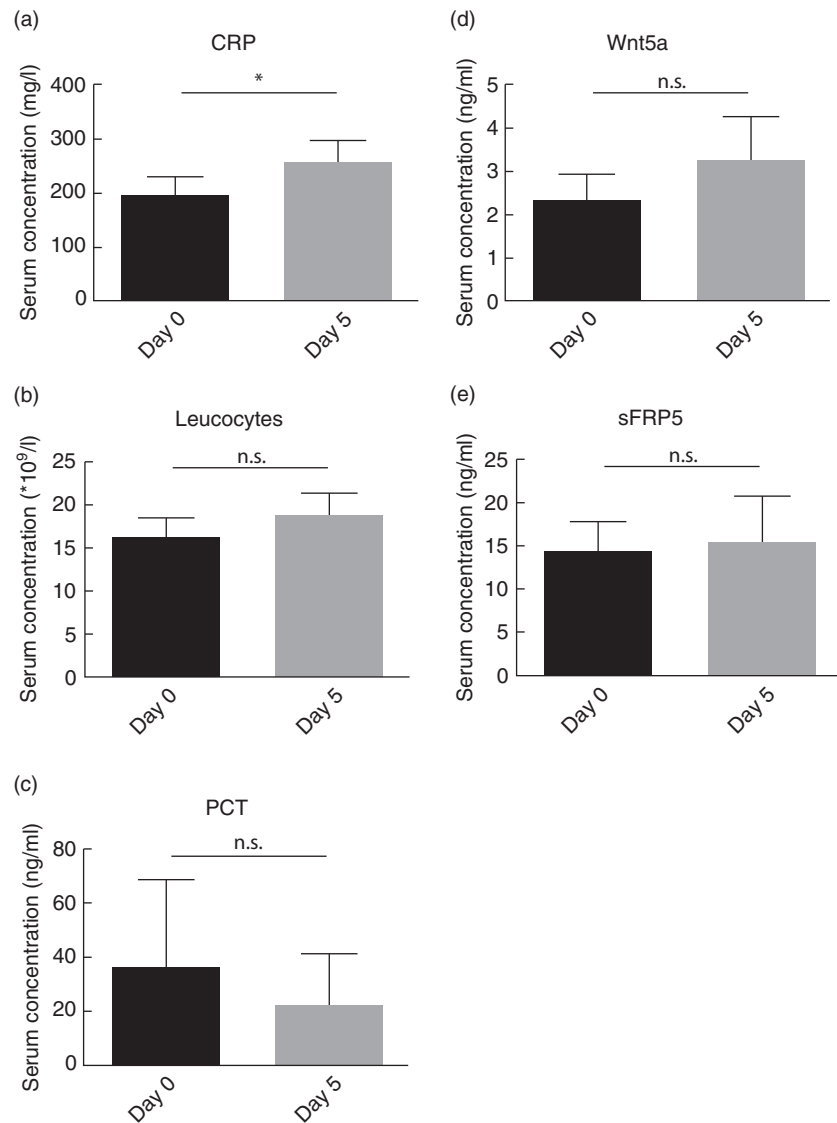 (a)
CRP
Serum concentration (mg/l)
400
300
200
100
0
*
Day 0
Day 5
(b)
Leucocytes
Serum concentration (*10⁹/l)
25
20
15
10
5
0
n.s.
Day 0
Day 5
(c)
PCT
Serum concentration (ng/ml)
80
60
40
20
0
n.s.
Day 0
Day 5
(d)
Wnt5a
Serum concentration (ng/ml)
5
4
3
2
1
0
n.s.
Day 0
Day 5
(e)
sFRP5
Serum concentration (ng/ml)
25
20
15
10
5
0
n.s.
Day 0
Day 5